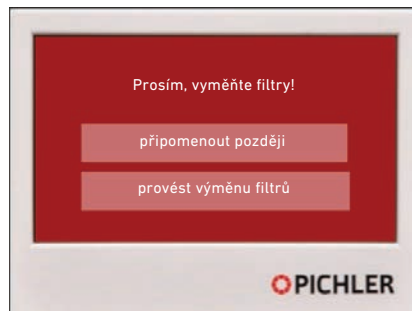 Prosím, vyměňte filtry!
připomenout později
provést výměnu filtrů
PICHLER